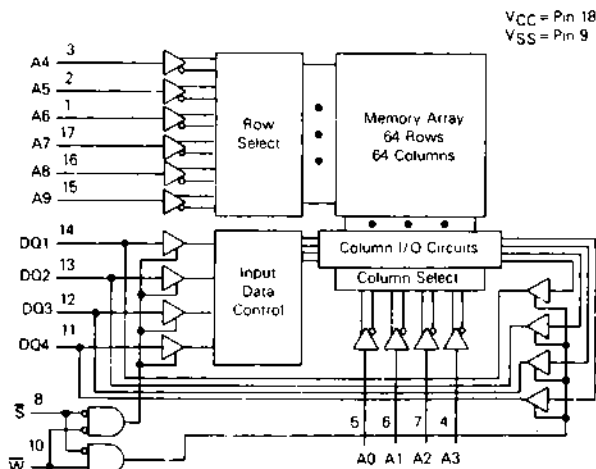 VCC = Pin 18
VSS = Pin 9
A4 3
A5 2
A6 1
A7 17
A8 16
A9 15
Row
Select
Memory Array
64 Rows
64 Columns
DQ1 14
DQ2 13
DQ3 12
DQ4 11
Input
Data
Control
Column I/O Circuits
Column Select
S̅ 8
W̅ 10
5 6 7 4
A0 A1 A2 A3